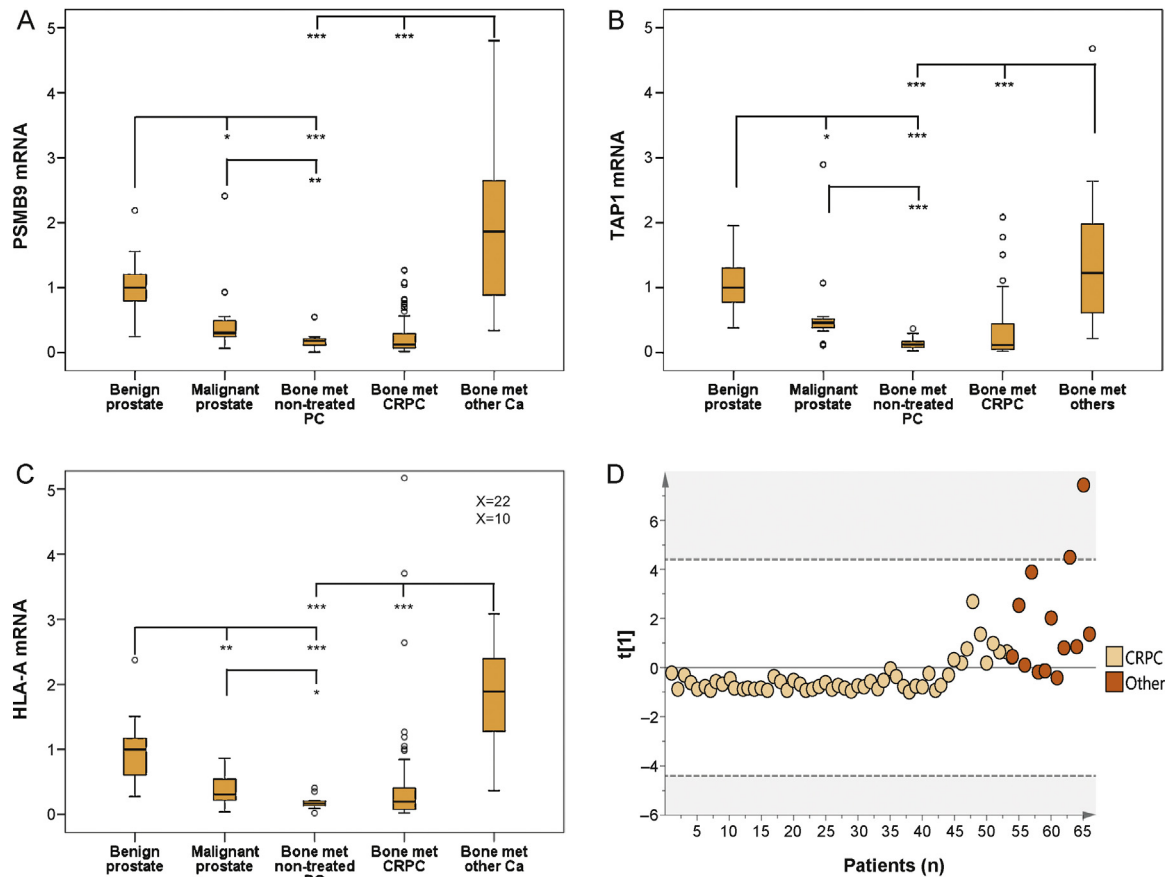 A
PSMB9 mRNA
5
4
3
2
1
0
***
***
*
***
**
Benign prostate
Malignant prostate
Bone met non-treated PC
Bone met CRPC
Bone met other Ca
B
TAP1 mRNA
5
4
3
2
1
0
***
***
*
***
***
Benign prostate
Malignant prostate
Bone met non-treated PC
Bone met CRPC
Bone met others
C
HLA-A mRNA
5
4
3
2
1
0
X=22
X=10
***
***
**
***
*
Benign prostate
Malignant prostate
Bone met non-treated
Bone met CRPC
Bone met other Ca
D
t[1]
6
4
2
0
–2
–4
–6
5 10 15 20 25 30 35 40 45 50 55 60 65
Patients (n)
CRPC
Other